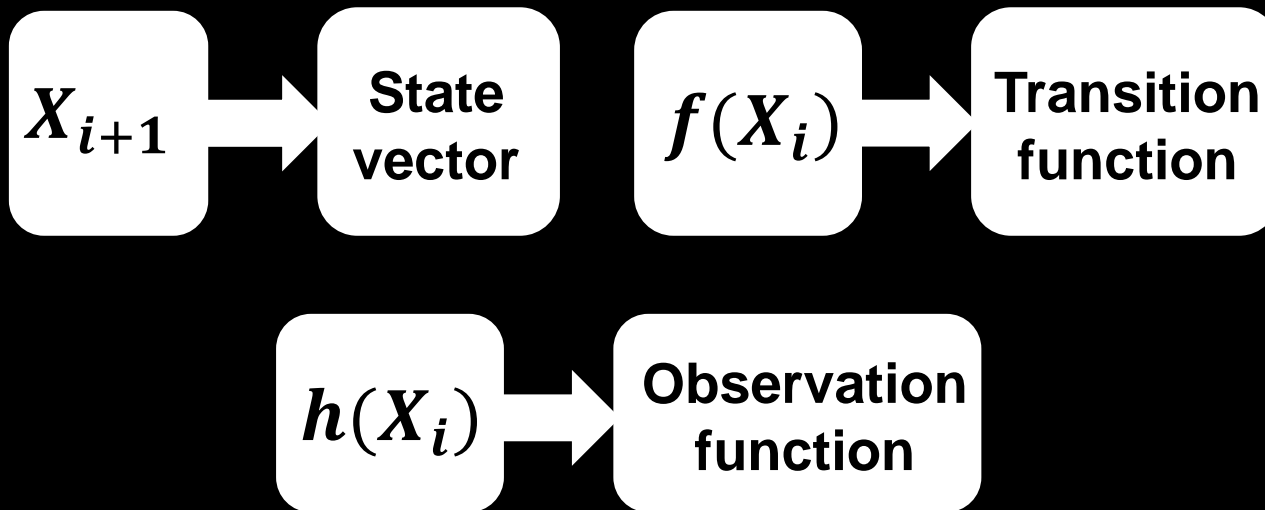 X_{i+1}
State
vector
f(X_i)
Transition
function
h(X_i)
Observation
function